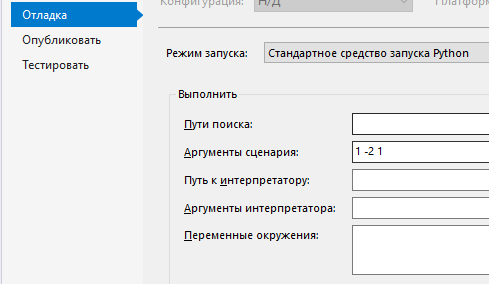 Конфигурация: Н/Д Платформ
Отладка
Опубликовать
Тестировать
Режим запуска: Стандартное средство запуска Python
Выполнить
Пути поиска:
Аргументы сценария: 1 -2 1
Путь к интерпретатору:
Аргументы интерпретатора:
Переменные окружения: